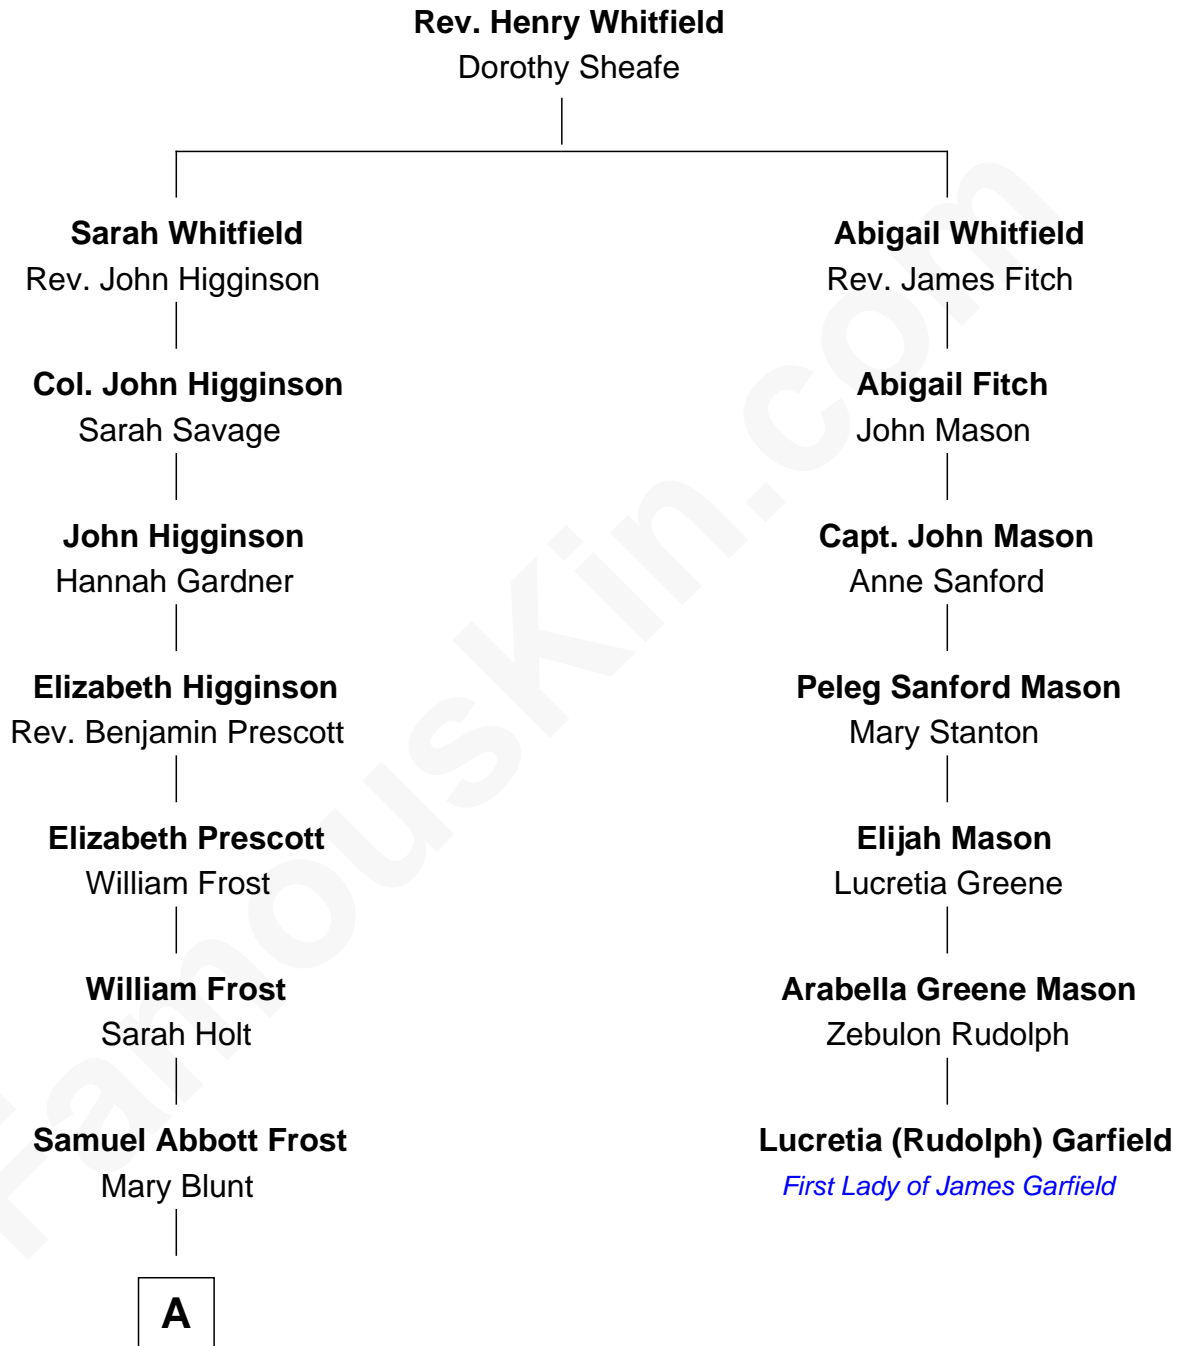 Rev. Henry Whitfield
Dorothy Sheafe
Sarah Whitfield
Rev. John Higginson
Col. John Higginson
Sarah Savage
John Higginson
Hannah Gardner
Elizabeth Higginson
Rev. Benjamin Prescott
Elizabeth Prescott
William Frost
William Frost
Sarah Holt
Samuel Abbott Frost
Mary Blunt
A
Abigail Whitfield
Rev. James Fitch
Abigail Fitch
John Mason
Capt. John Mason
Anne Sanford
Peleg Sanford Mason
Mary Stanton
Elijah Mason
Lucretia Greene
Arabella Greene Mason
Zebulon Rudolph
Lucretia (Rudolph) Garfield
First Lady of James Garfield
FamousKin.com